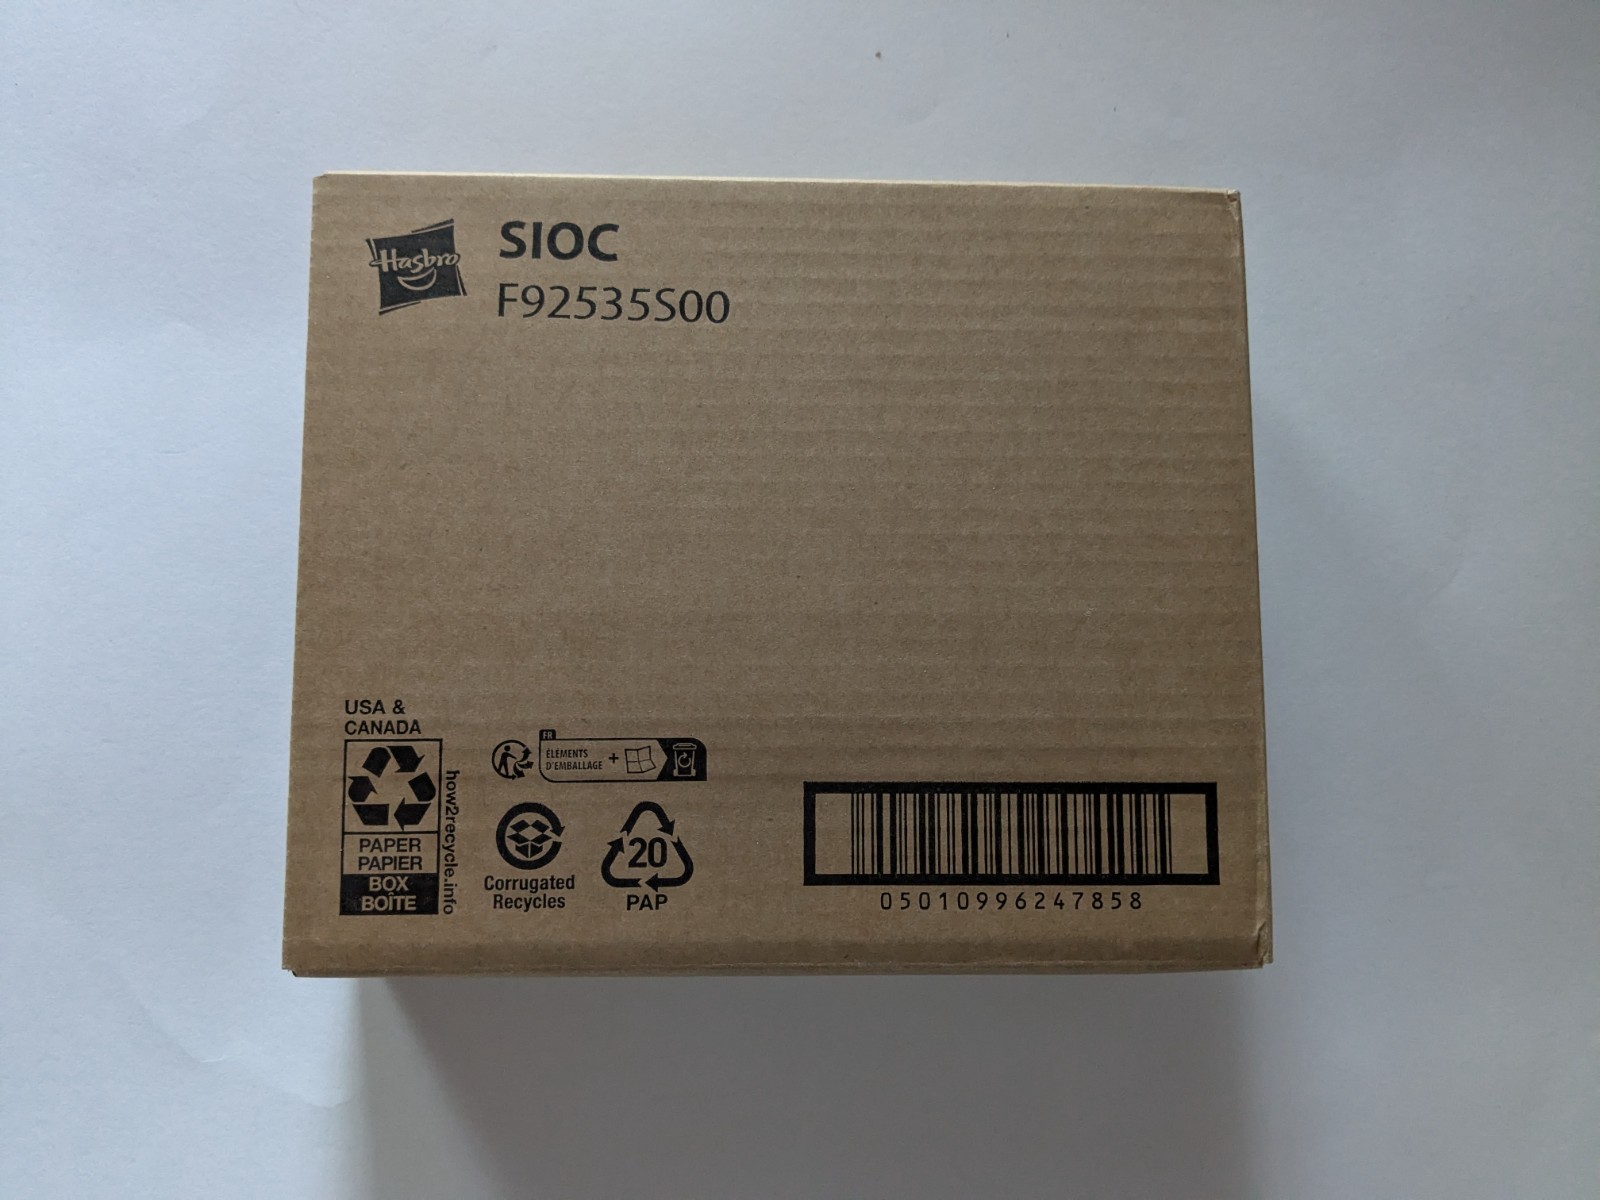 Hasbro
SIOC
F92535S00
USA &
CANADA
PAPER
PAPIER
BOX
BOÎTE
how2recycle.info
FR
ÉLÉMENTS
D'EMBALLAGE
+
Corrugated
Recycles
20
PAP
05010996247858